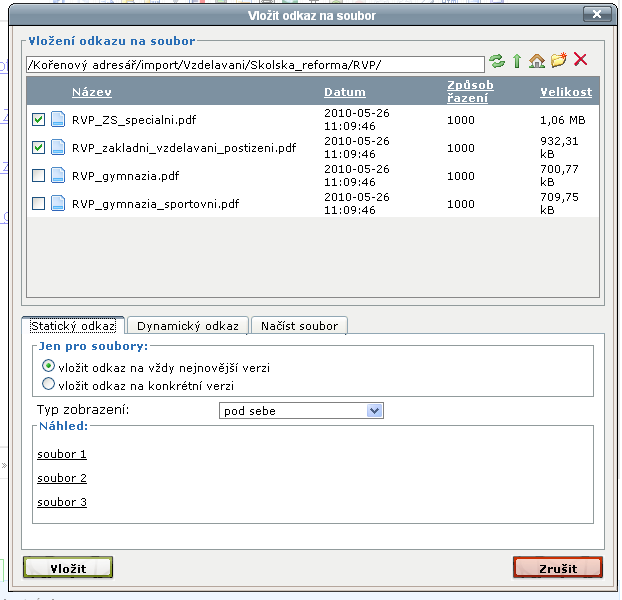 Vložit odkaz na soubor
Vložení odkazu na soubor
/Kořenový adresář/import/Vzdelavani/Skolska_reforma/RVP/
Název Datum Způsob řazení Velikost
RVP_ZS_specialni.pdf 2010-05-26 11:09:46 1000 1,06 MB
RVP_zakladni_vzdelavani_postizeni.pdf 2010-05-26 11:09:46 1000 932,31 kB
RVP_gymnazia.pdf 2010-05-26 11:09:46 1000 700,77 kB
RVP_gymnazia_sportovni.pdf 2010-05-26 11:09:46 1000 709,75 kB
Statický odkaz Dynamický odkaz Načíst soubor
Jen pro soubory:
vložit odkaz na vždy nejnovější verzi
vložit odkaz na konkrétní verzi
Typ zobrazení: pod sebe
Náhled:
soubor 1
soubor 2
soubor 3
Vložit Zrušit